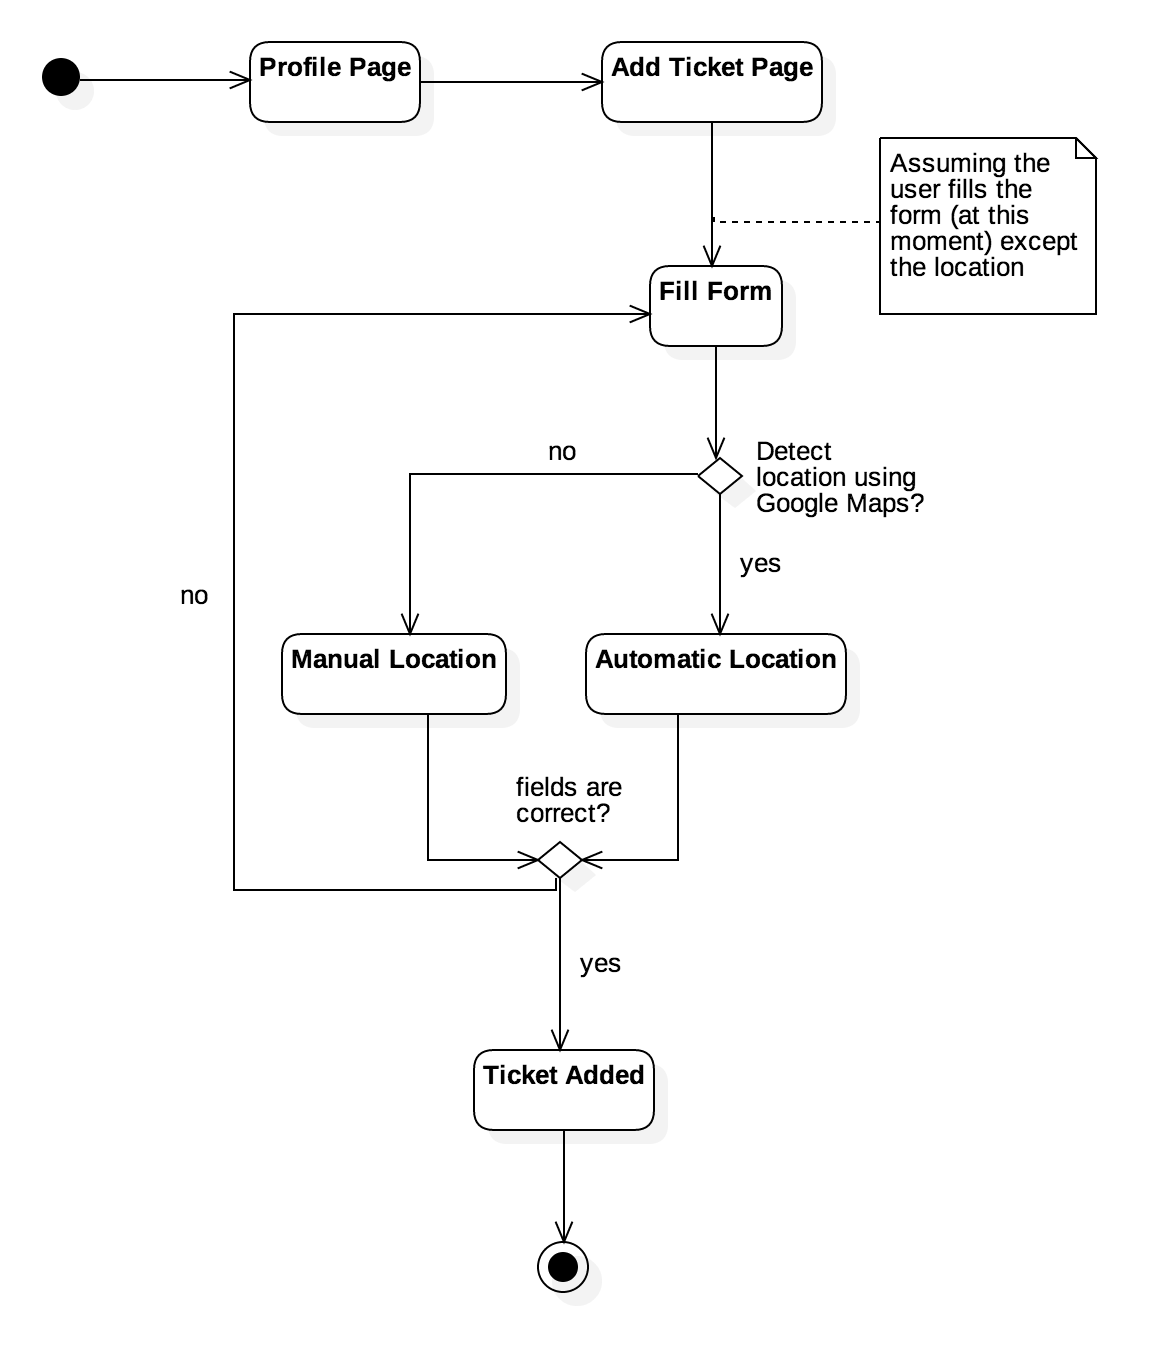 Profile Page
Add Ticket Page
Assuming the
user fills the
form (at this
moment) except
the location
Fill Form
no
Detect
location using
Google Maps?
yes
no
Manual Location
Automatic Location
fields are
correct?
yes
Ticket Added